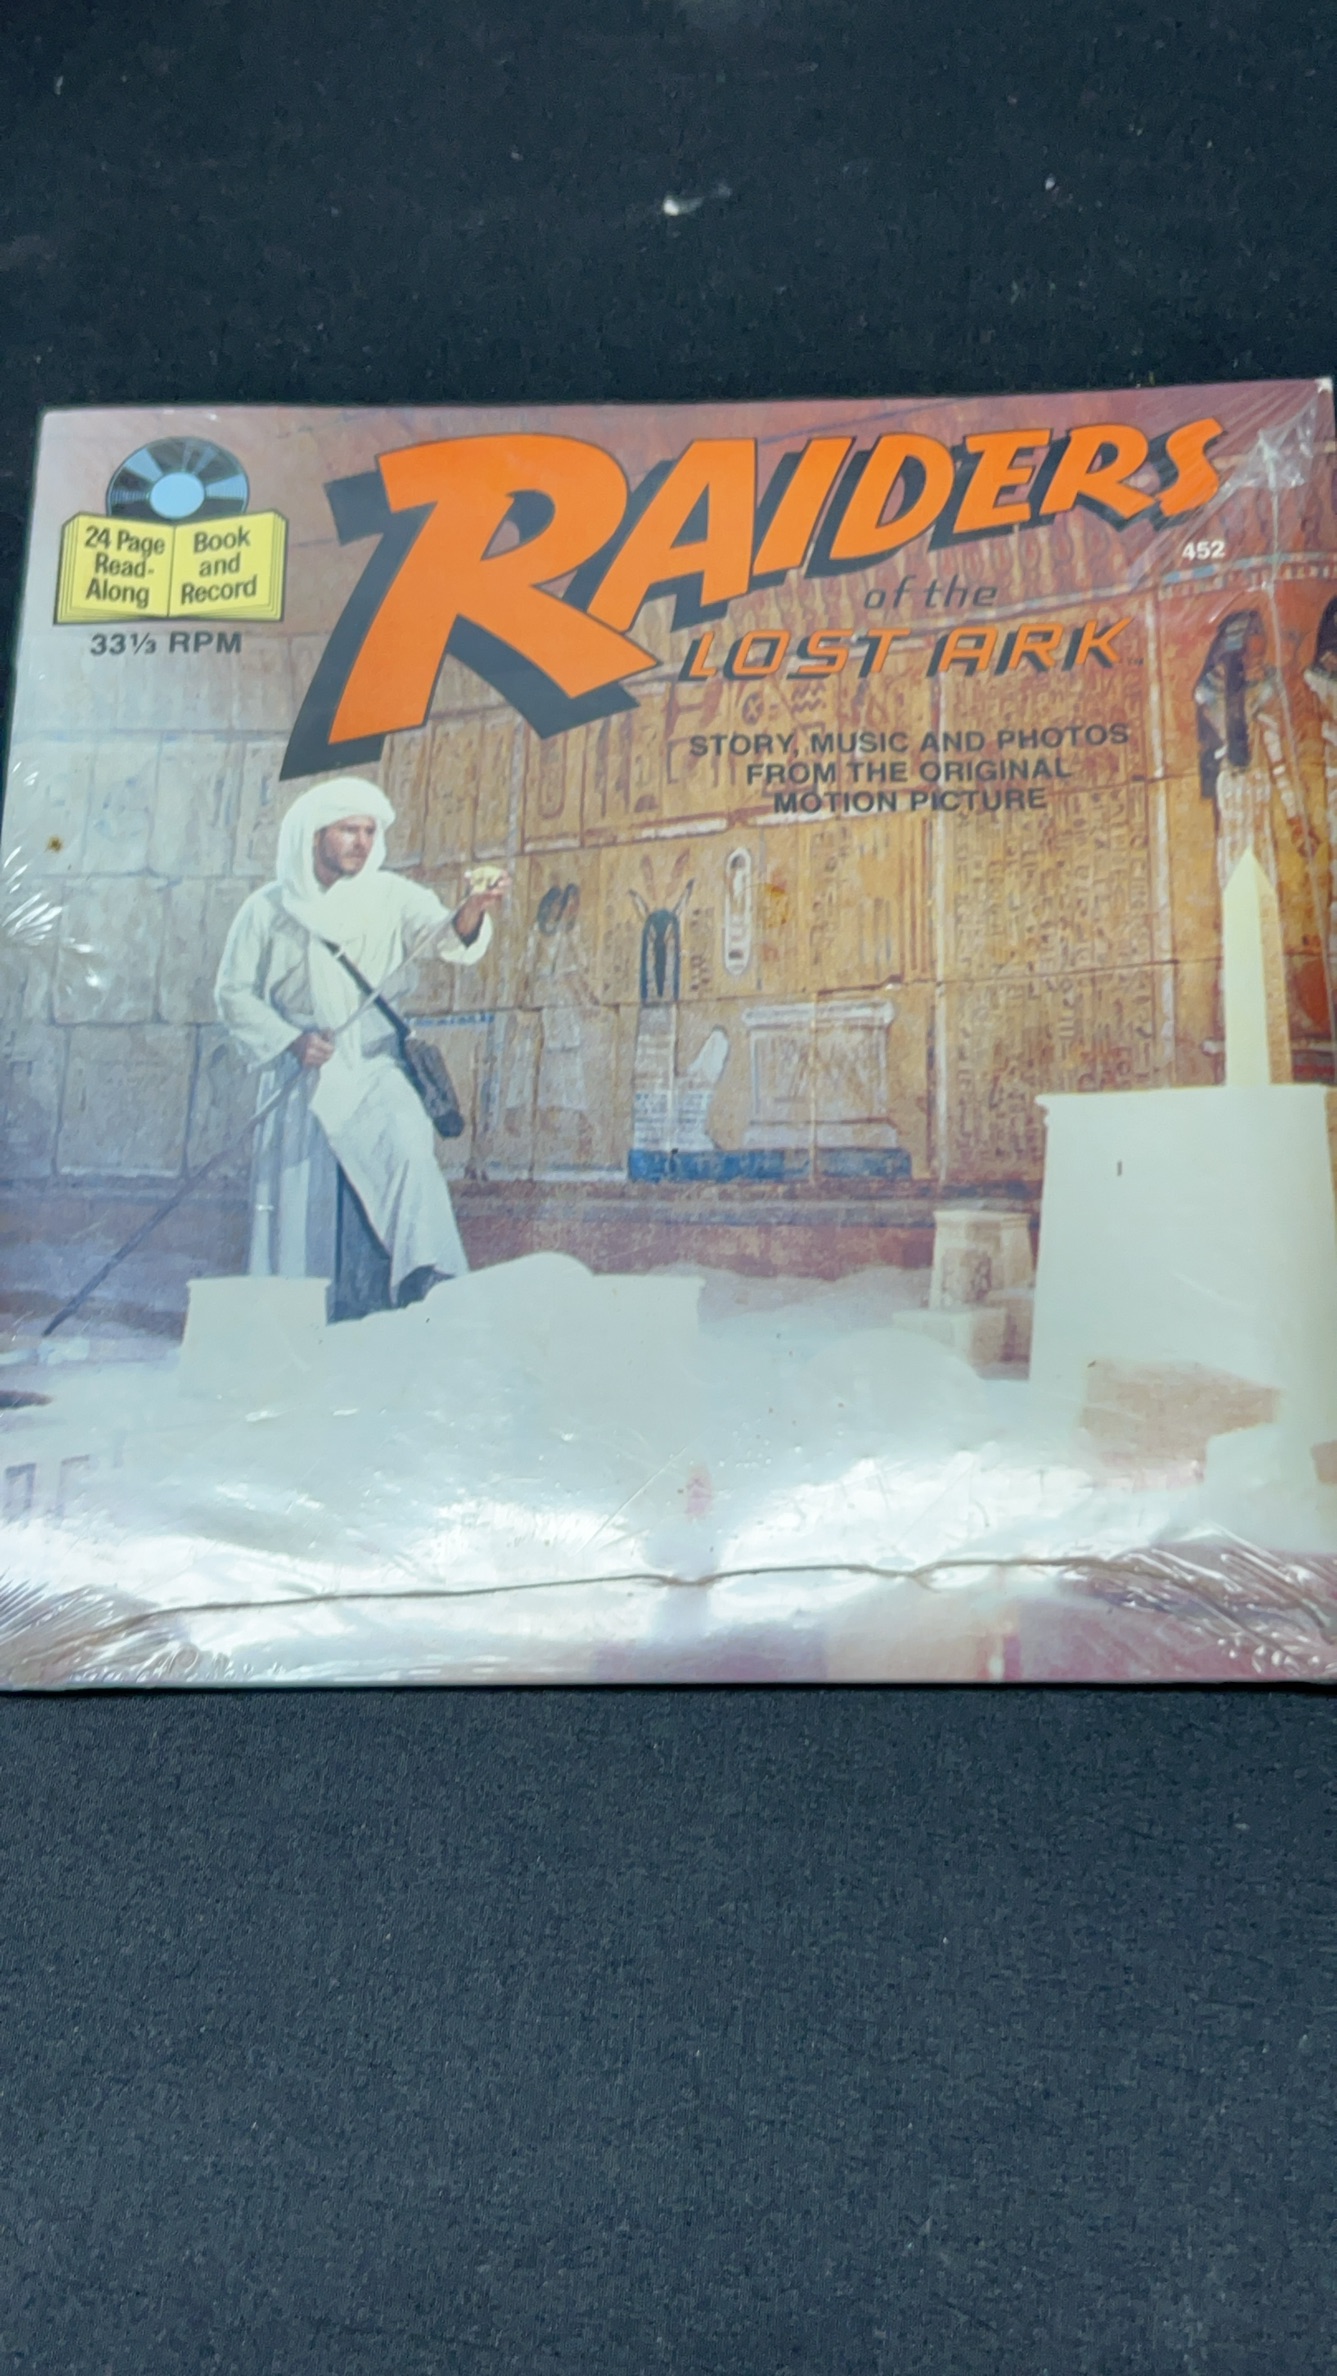 RAIDERS
of the
LOST ARK™
452
24 Page
Read-
Along
Book
and
Record
33⅓ RPM
STORY, MUSIC AND PHOTOS
FROM THE ORIGINAL
MOTION PICTURE